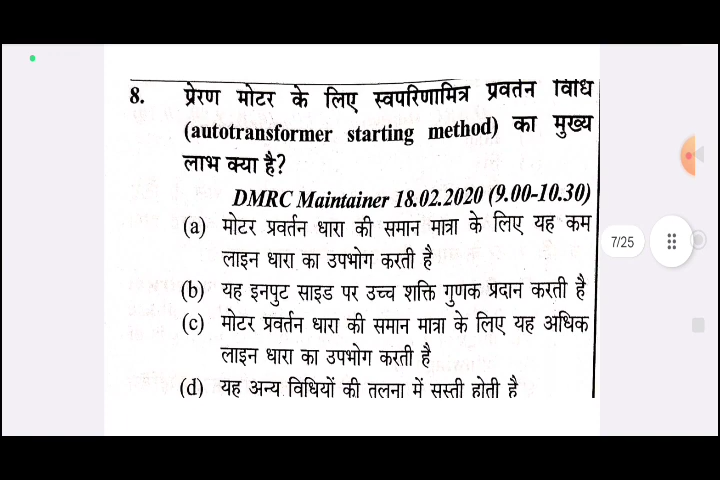 8. प्रेरण मोटर के लिए स्वपरिणामित्र प्रवर्तन विधि
(autotransformer starting method) का मुख्य
लाभ क्या है?
DMRC Maintainer 18.02.2020 (9.00-10.30)
(a) मोटर प्रवर्तन धारा की समान मात्रा के लिए यह कम
लाइन धारा का उपभोग करती है
(b) यह इनपुट साइड पर उच्च शक्ति गुणक प्रदान करती है
(c) मोटर प्रवर्तन धारा की समान मात्रा के लिए यह अधिक
लाइन धारा का उपभोग करती है
(d) यह अन्य विधियों की तुलना में सस्ती होती है
7/25